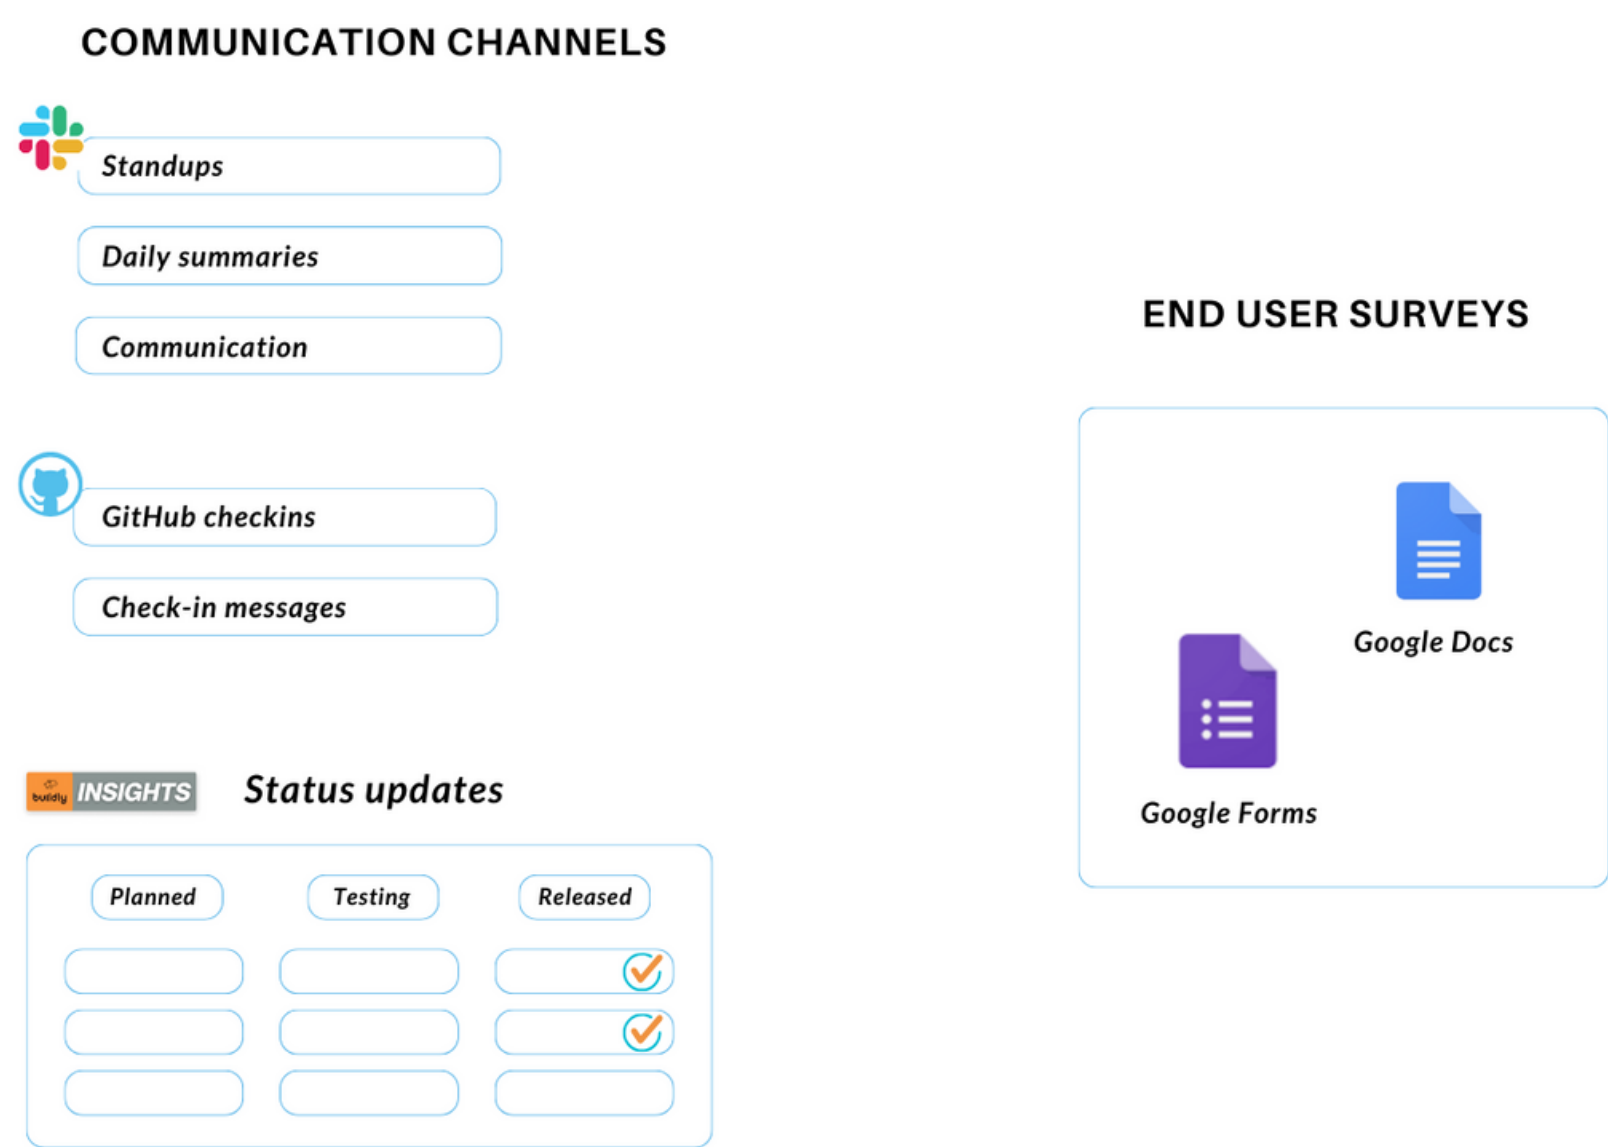 COMMUNICATION CHANNELS
Standups
Daily summaries
Communication
GitHub checkins
Check-in messages
buildly INSIGHTS
Status updates
Planned
Testing
Released
END USER SURVEYS
Google Docs
Google Forms